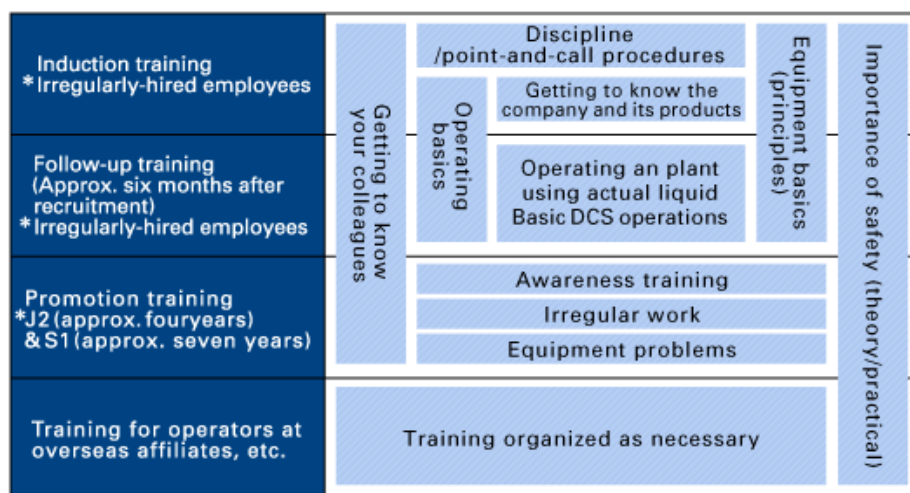 Induction training
*Irregularly-hired employees
Follow-up training
(Approx. six months after
recruitment)
*Irregularly-hired employees
Promotion training
*J2 (approx. fouryears)
& S1 (approx. seven years)
Training for operators at
overseas affiliates, etc.
Getting to know
your colleagues
Discipline
/point-and-call procedures
Operating
basics
Getting to know the
company and its products
Operating an plant
using actual liquid
Basic DCS operations
Equipment basics
(principles)
Awareness training
Irregular work
Equipment problems
Training organized as necessary
Importance of safety (theory/practical)